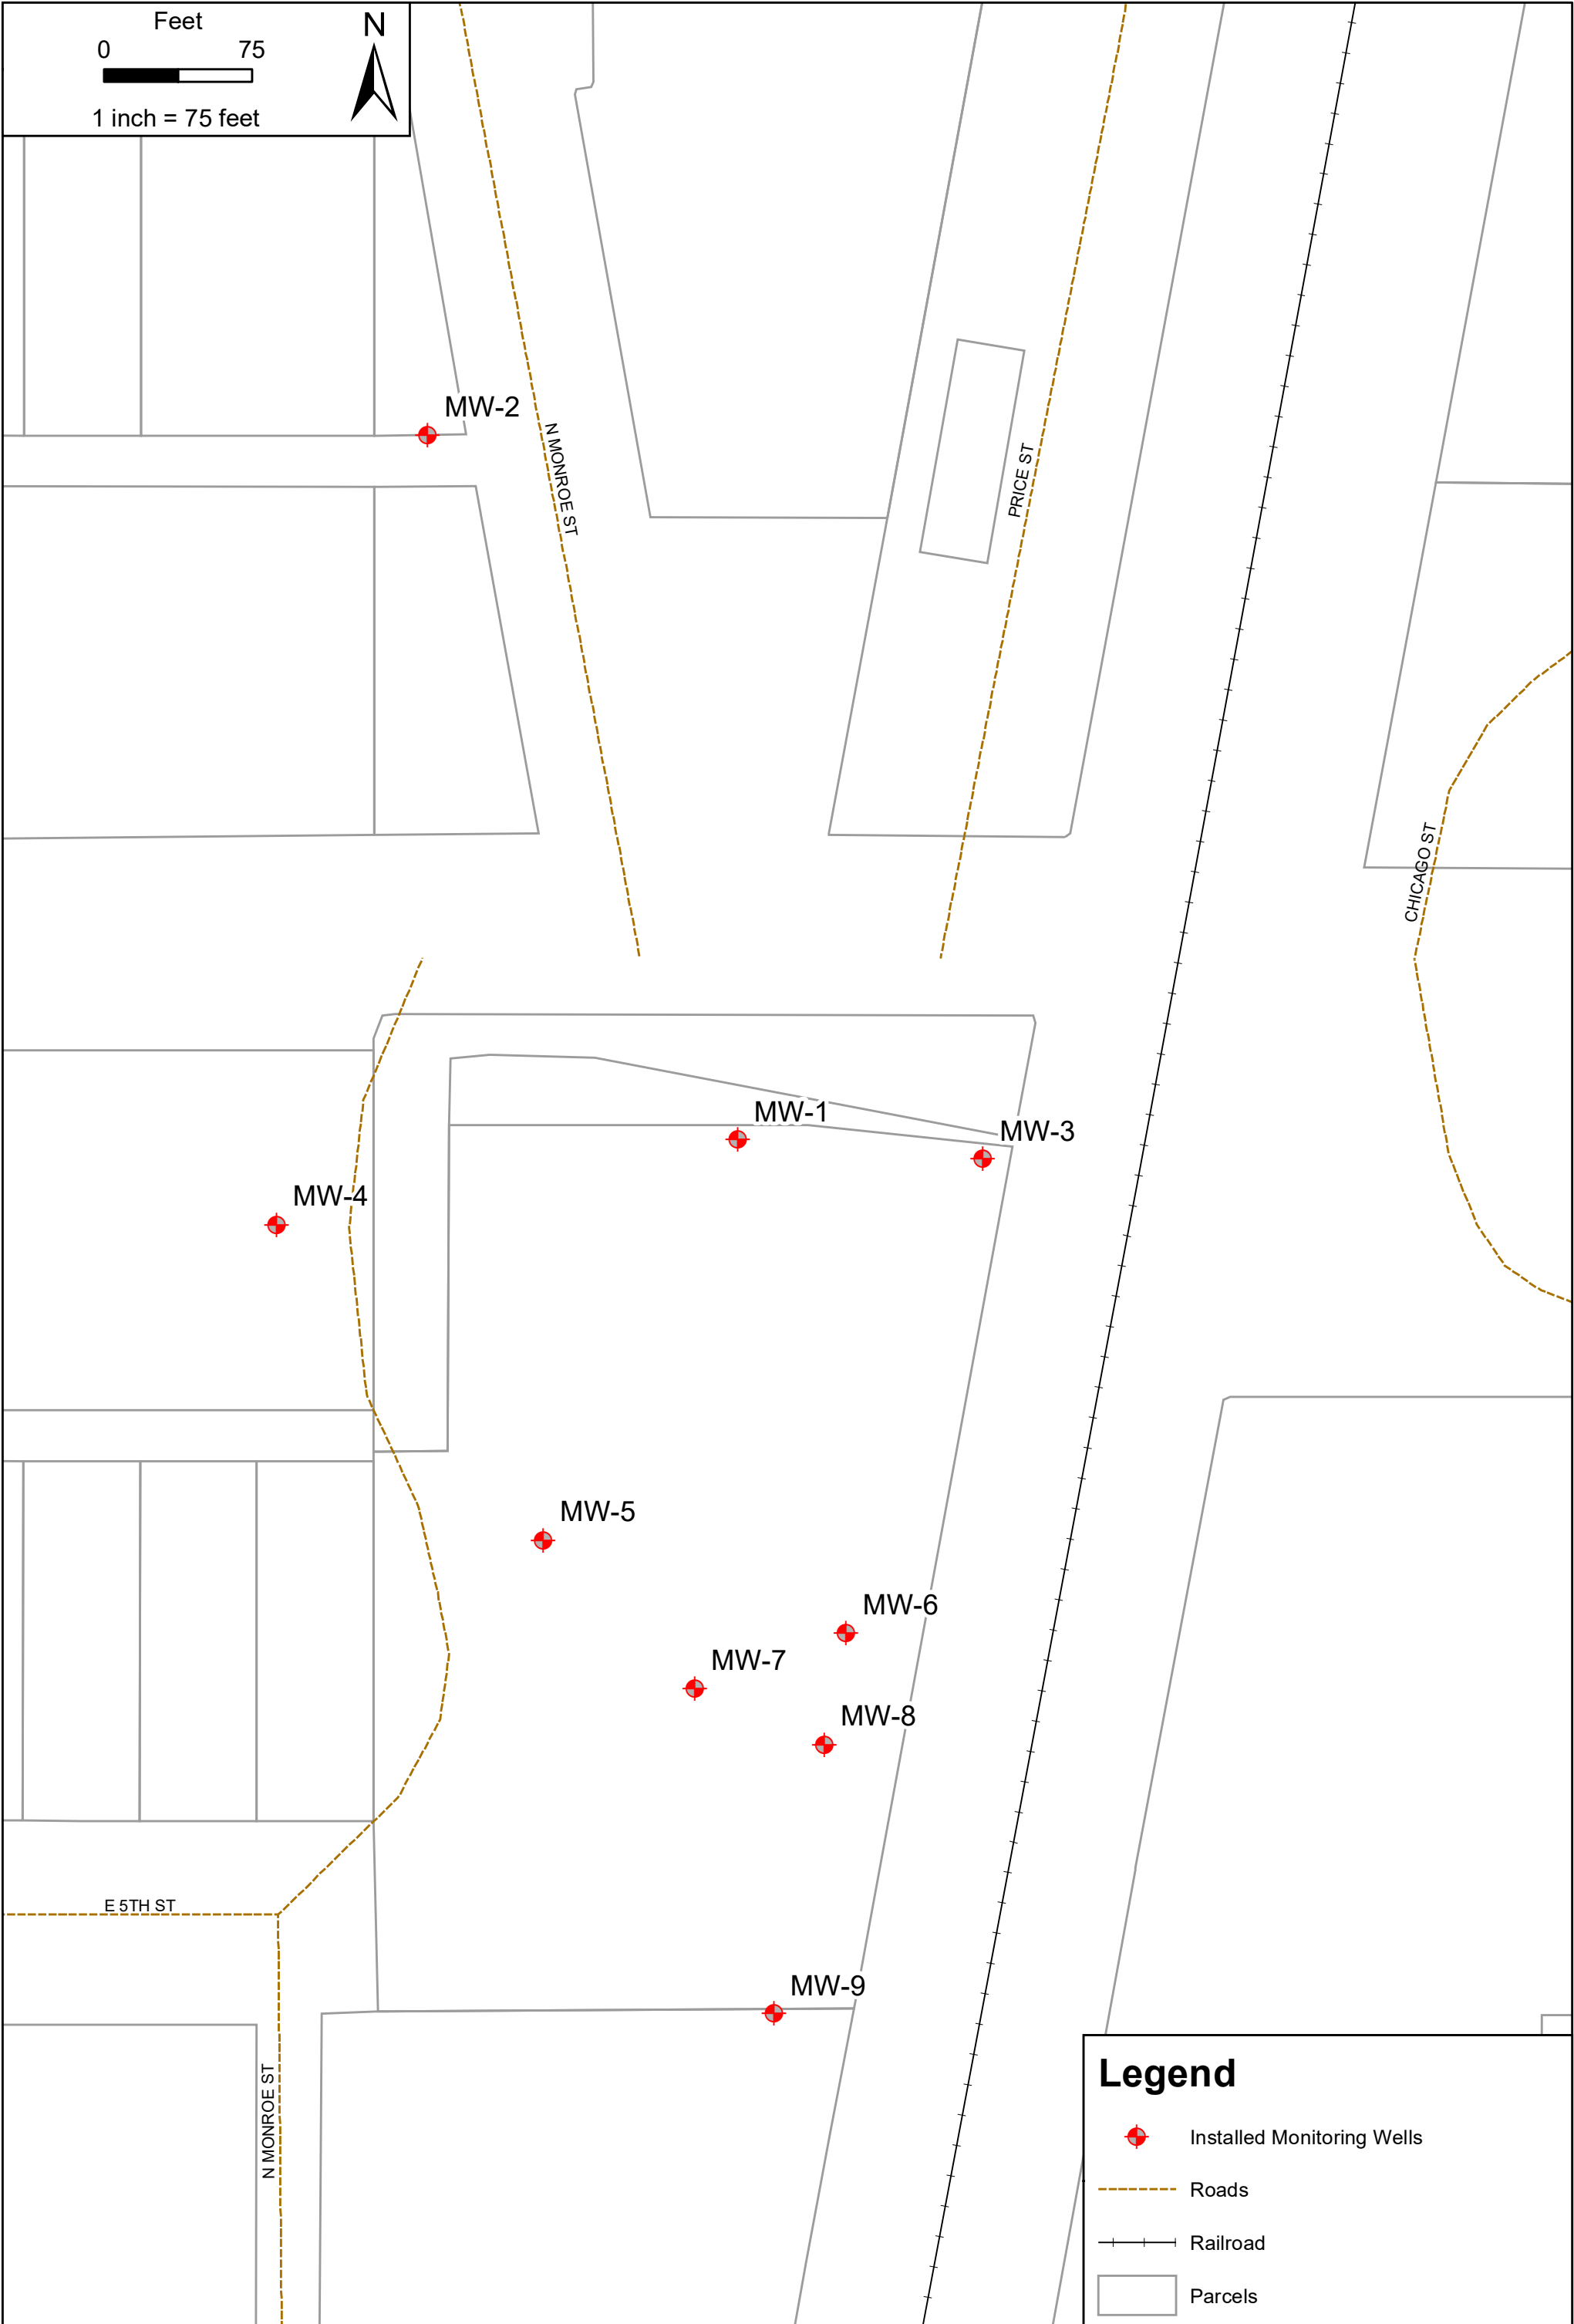 Feet
N
0 75
1 inch = 75 feet
MW-2
N MONROE ST
PRICE ST
CHICAGO ST
MW-1
MW-3
MW-4
MW-5
MW-6
MW-7
MW-8
E 5TH ST
MW-9
N MONROE ST
Legend
Installed Monitoring Wells
Roads
Railroad
Parcels